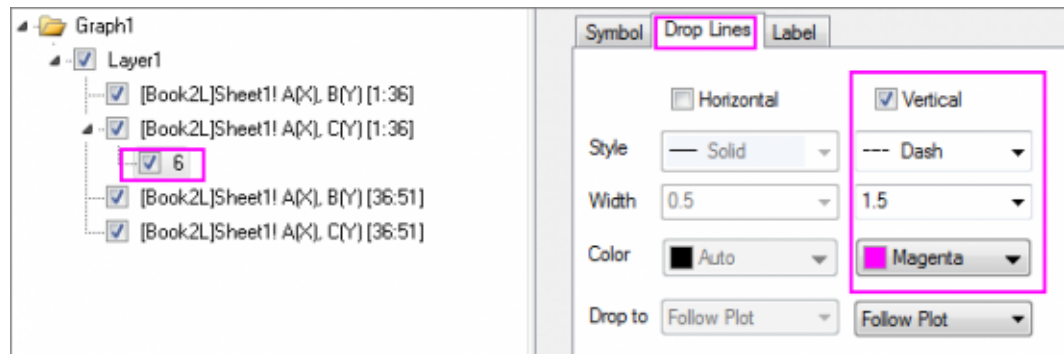 Graph1
Layer1
[Book2L]Sheet1! A(X), B(Y) [1:36]
[Book2L]Sheet1! A(X), C(Y) [1:36]
6
[Book2L]Sheet1! A(X), B(Y) [36:51]
[Book2L]Sheet1! A(X), C(Y) [36:51]
Symbol Drop Lines Label
Horizontal Vertical
Style Solid Dash
Width 0.5 1.5
Color Auto Magenta
Drop to Follow Plot Follow Plot